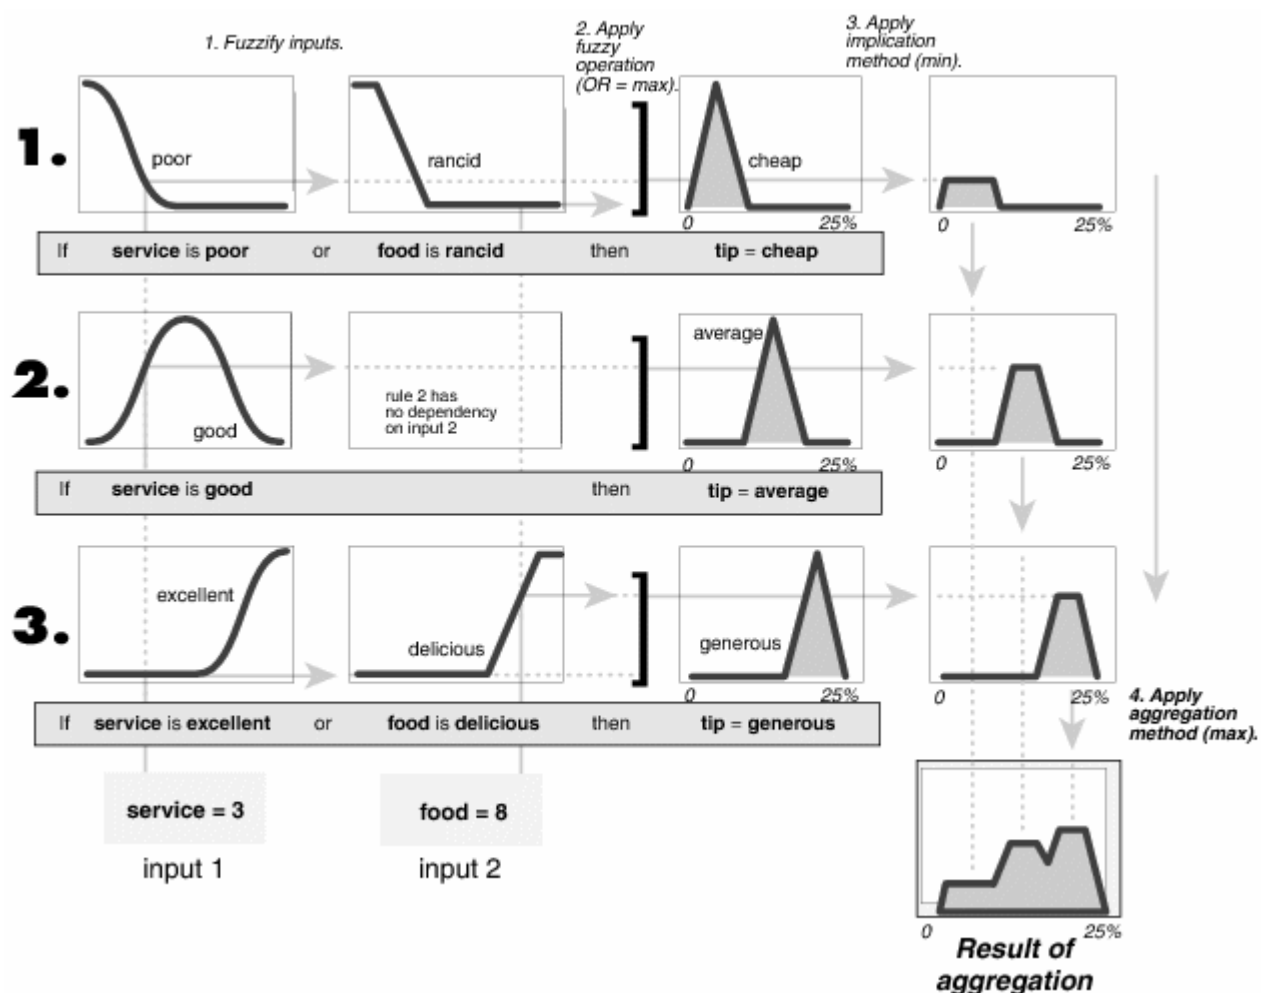 1. Fuzzify inputs.
2. Apply
fuzzy
operation
(OR = max).
3. Apply
implication
method (min).
1.
poor
rancid
cheap
0
25%
0
25%
If service is poor or food is rancid then tip = cheap
2.
good
rule 2 has
no dependency
on input 2
average
0
25%
0
25%
If service is good then tip = average
3.
excellent
delicious
generous
0
25%
0
25%
If service is excellent or food is delicious then tip = generous
4. Apply
aggregation
method (max).
service = 3
food = 8
input 1
input 2
0
25%
Result of
aggregation